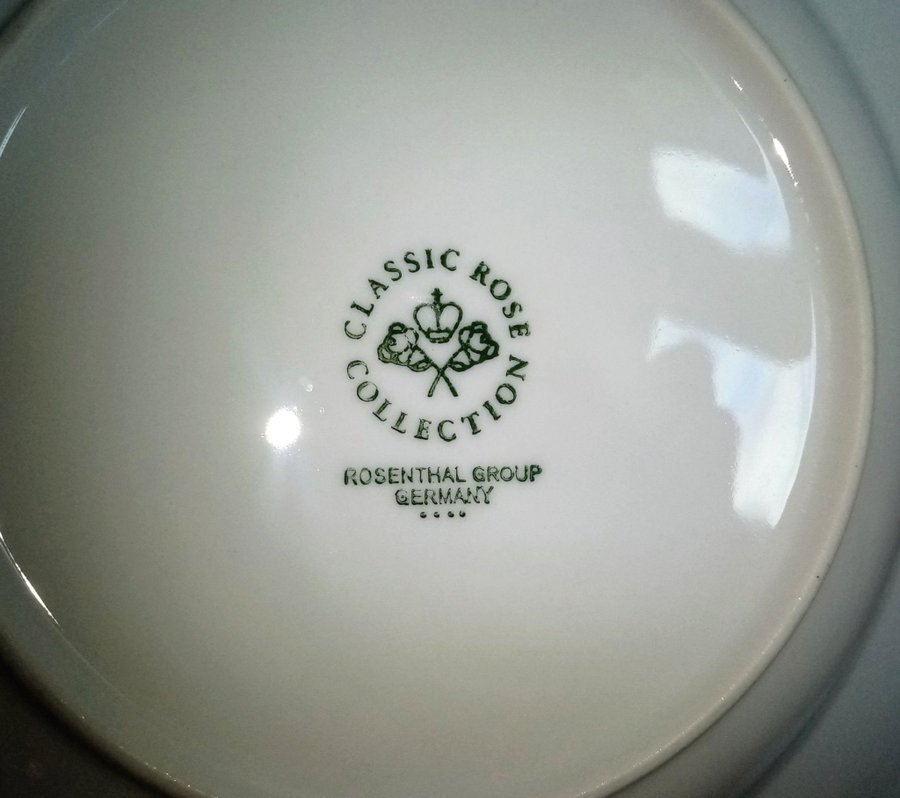 CLASSIC ROSE
COLLECTION
ROSENTHAL GROUP
GERMANY